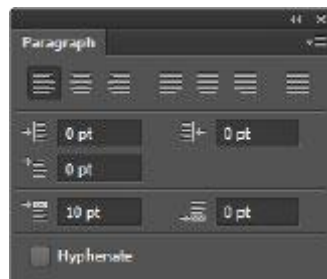 Paragraph
0 pt 0 pt
0 pt
10 pt 0 pt
Hyphenate